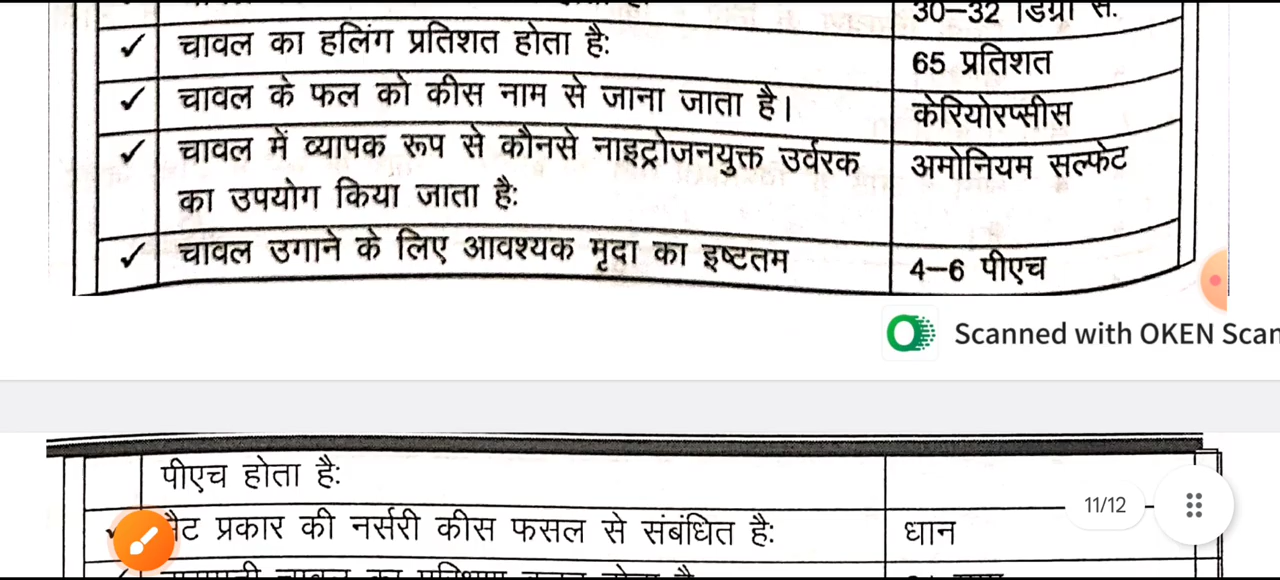 30–32 डिग्री से.
✓ चावल का हलिंग प्रतिशत होता है: 65 प्रतिशत
✓ चावल के फल को कीस नाम से जाना जाता है। केरियोरप्सीस
✓ चावल में व्यापक रूप से कौनसे नाइट्रोजनयुक्त उर्वरक अमोनियम सल्फेट
का उपयोग किया जाता है:
✓ चावल उगाने के लिए आवश्यक मृदा का इष्टतम 4–6 पीएच
Scanned with OKEN Scan
पीएच होता है:
11/12
मैट प्रकार की नर्सरी कीस फसल से संबंधित है: धान